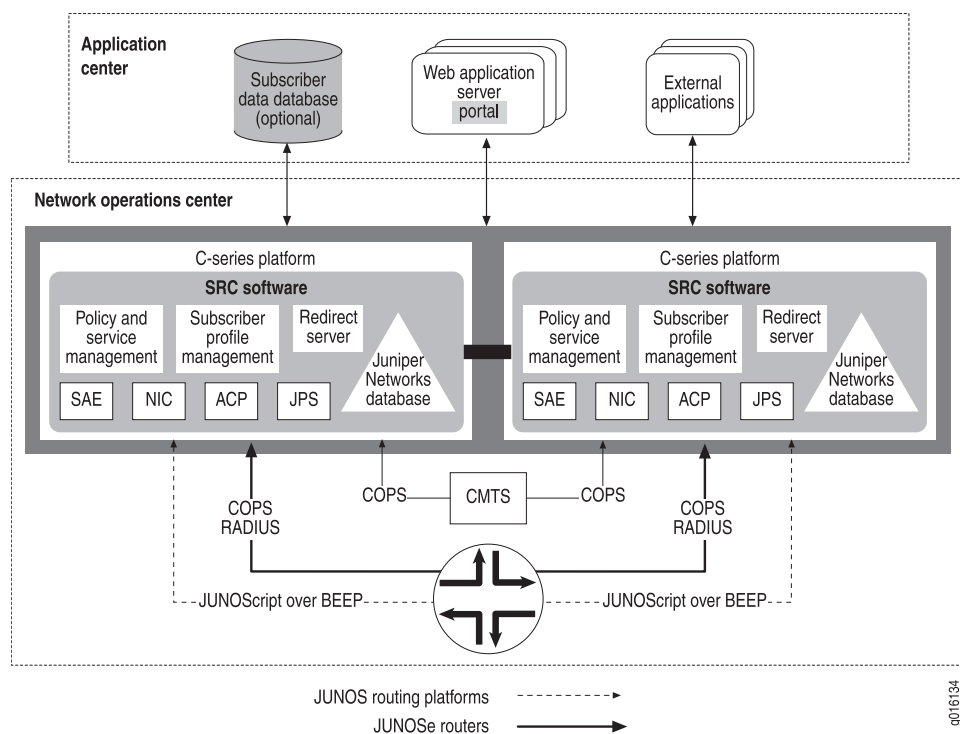 Application
center
Subscriber
data database
(optional)
Web application
server
portal
External
applications
Network operations center
C-series platform
SRC software
Policy and
service
management
Subscriber
profile
management
Redirect
server
Juniper
Networks
database
SAE
NIC
ACP
JPS
C-series platform
SRC software
Policy and
service
management
Subscriber
profile
management
Redirect
server
Juniper
Networks
database
SAE
NIC
ACP
JPS
COPS
CMTS
COPS
COPS
RADIUS
COPS
RADIUS
JUNOScript over BEEP
JUNOScript over BEEP
JUNOS routing platforms
JUNOSe routers
g016134